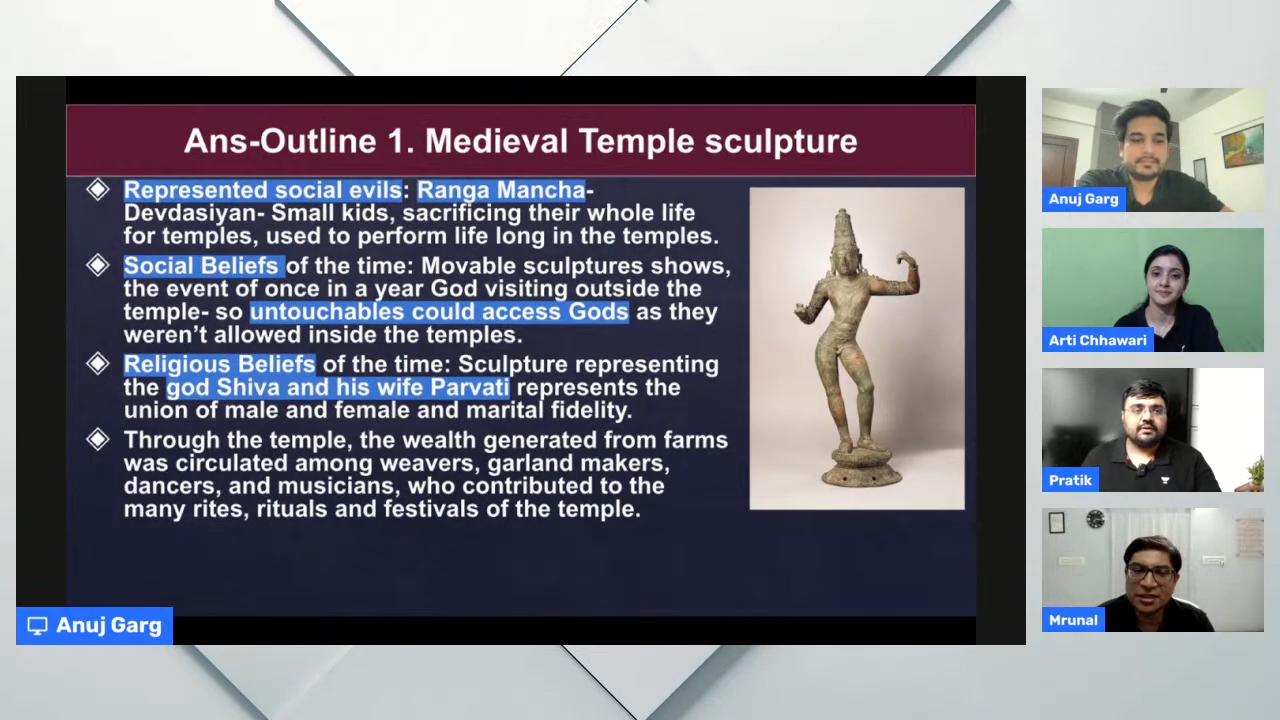 Ans-Outline 1. Medieval Temple sculpture
Represented social evils: Ranga Mancha-
Devdasiyan- Small kids, sacrificing their whole life
for temples, used to perform life long in the temples.
Social Beliefs of the time: Movable sculptures shows,
the event of once in a year God visiting outside the
temple- so untouchables could access Gods as they
weren't allowed inside the temples.
Religious Beliefs of the time: Sculpture representing
the god Shiva and his wife Parvati represents the
union of male and female and marital fidelity.
Through the temple, the wealth generated from farms
was circulated among weavers, garland makers,
dancers, and musicians, who contributed to the
many rites, rituals and festivals of the temple.
Anuj Garg
Anuj Garg
Arti Chhawari
Pratik
Mrunal